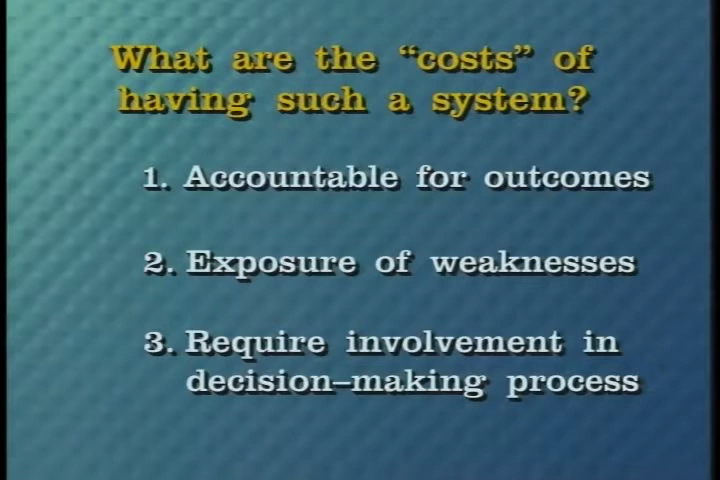 What are the “costs” of
having such a system?
1. Accountable for outcomes
2. Exposure of weaknesses
3. Require involvement in
decision–making process